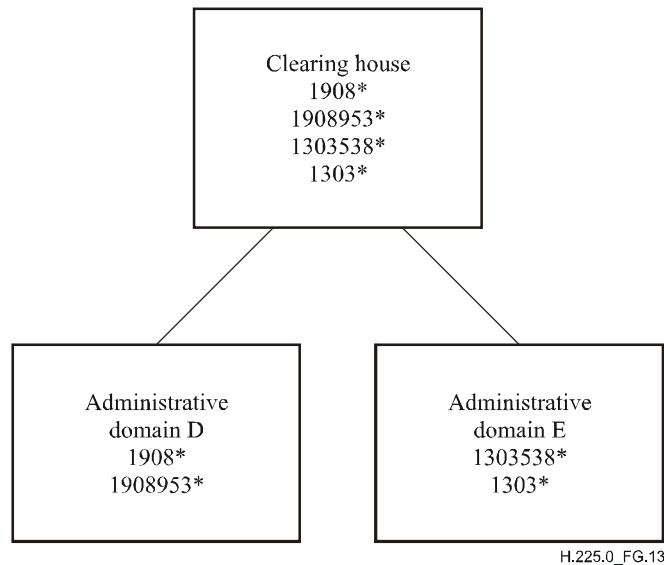 Clearing house
1908*
1908953*
1303538*
1303*
Administrative
domain D
1908*
1908953*
Administrative
domain E
1303538*
1303*
H.225.0_FG.13